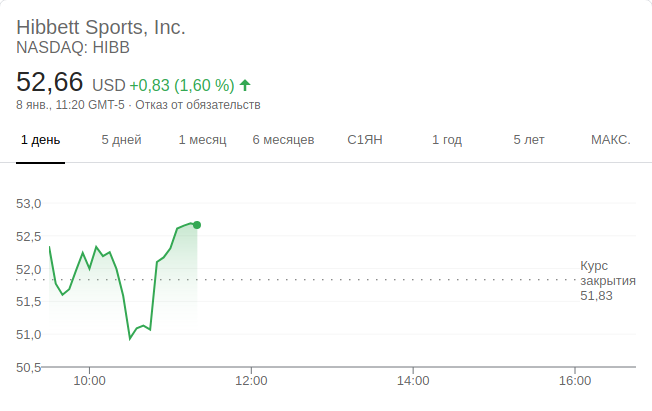 Hibbett Sports, Inc.
NASDAQ: HIBB
52,66 USD +0,83 (1,60 %)
8 янв., 11:20 GMT-5 · Отказ от обязательств
1 день 5 дней 1 месяц 6 месяцев С1ЯН 1 год 5 лет МАКС.
53,0
52,5
52,0
51,5
51,0
50,5
Курс
закрытия
51,83
10:00 12:00 14:00 16:00